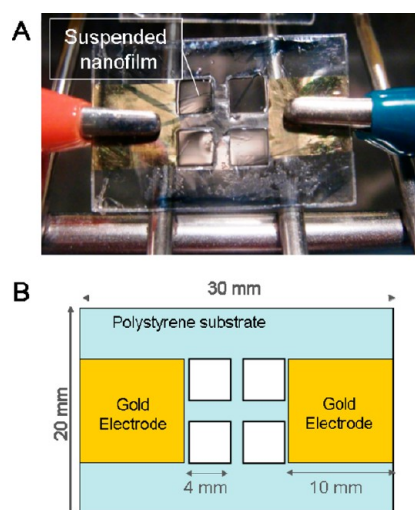 A
Suspended
nanofilm
B
30 mm
Polystyrene substrate
20 mm
Gold
Electrode
Gold
Electrode
4 mm
10 mm